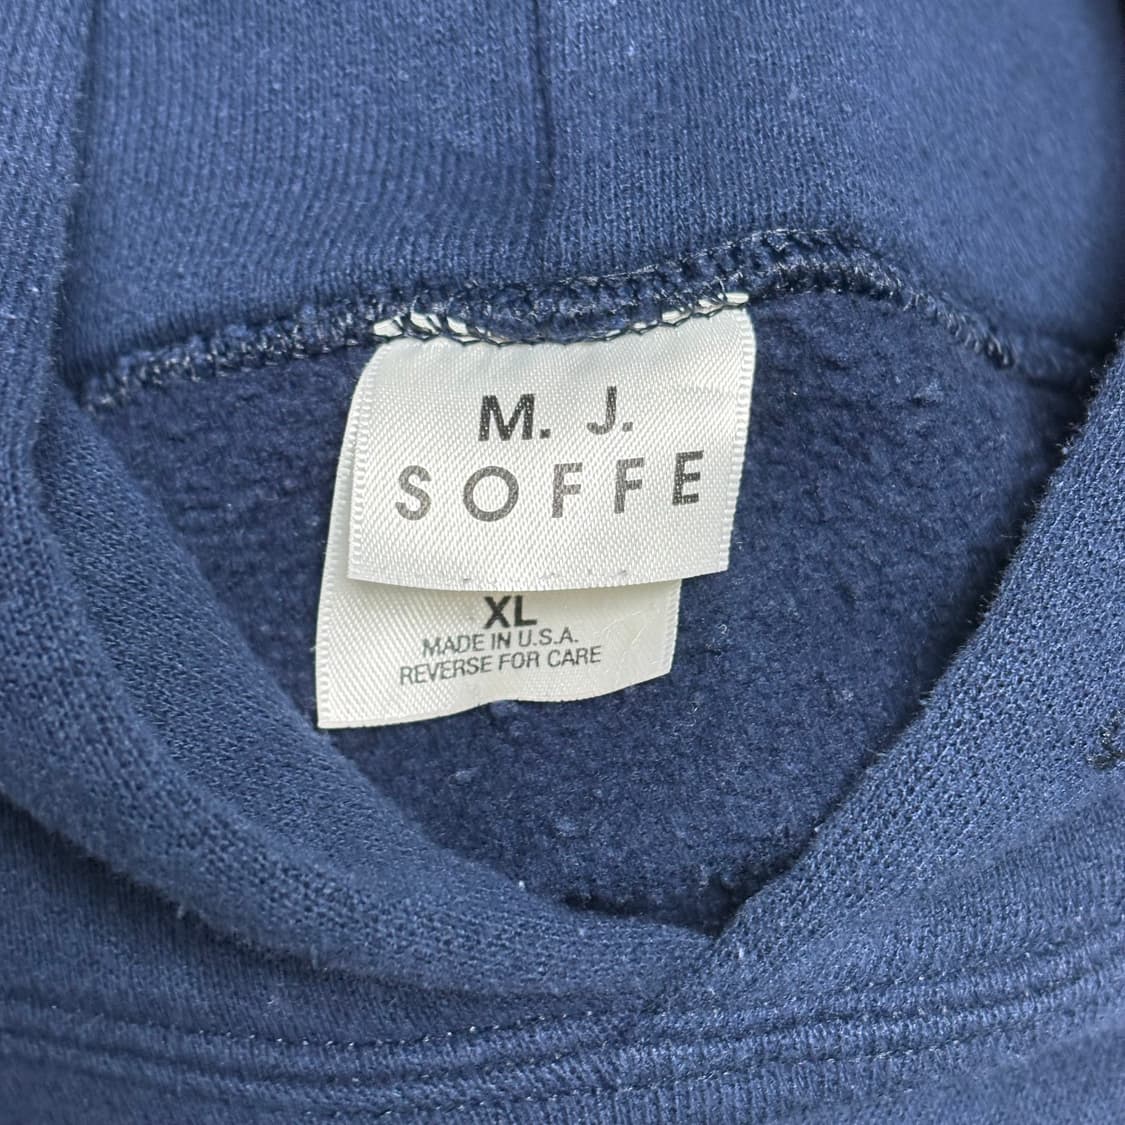 M. J.
SOFFE
XL
MADE IN U.S.A.
REVERSE FOR CARE